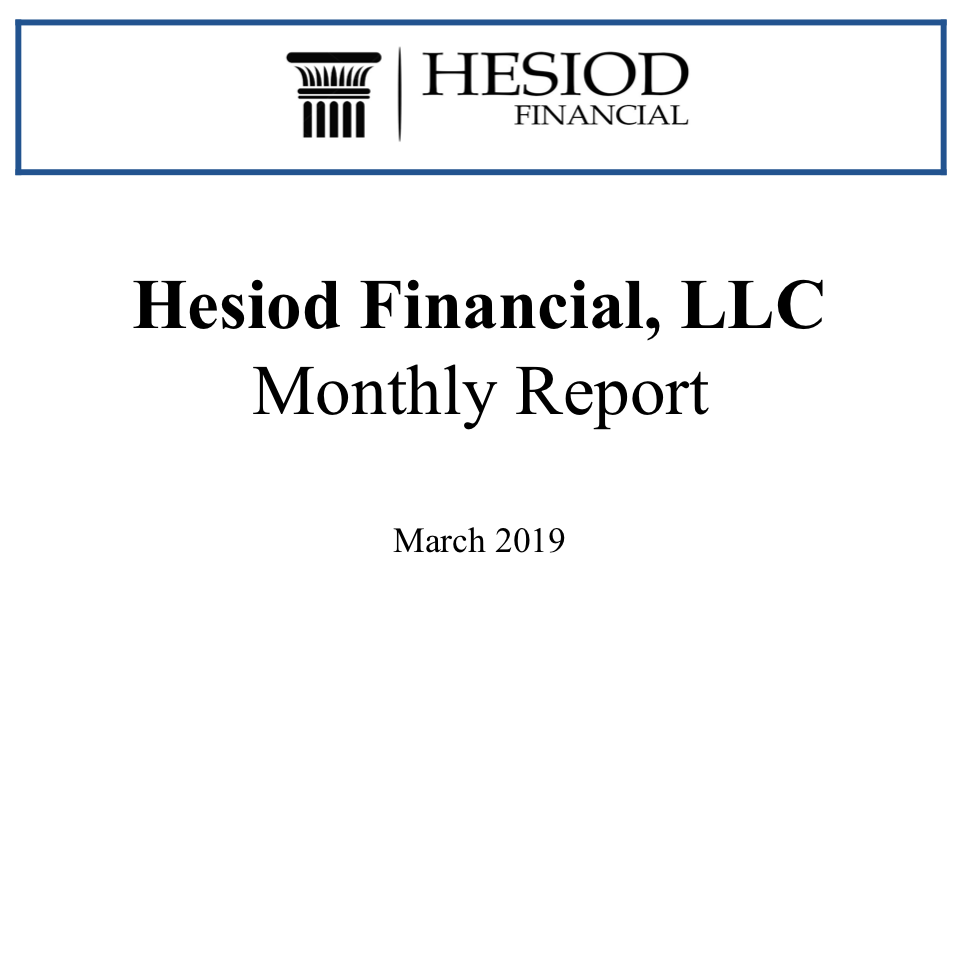 HESIOD
FINANCIAL
Hesiod Financial, LLC
Monthly Report
March 2019